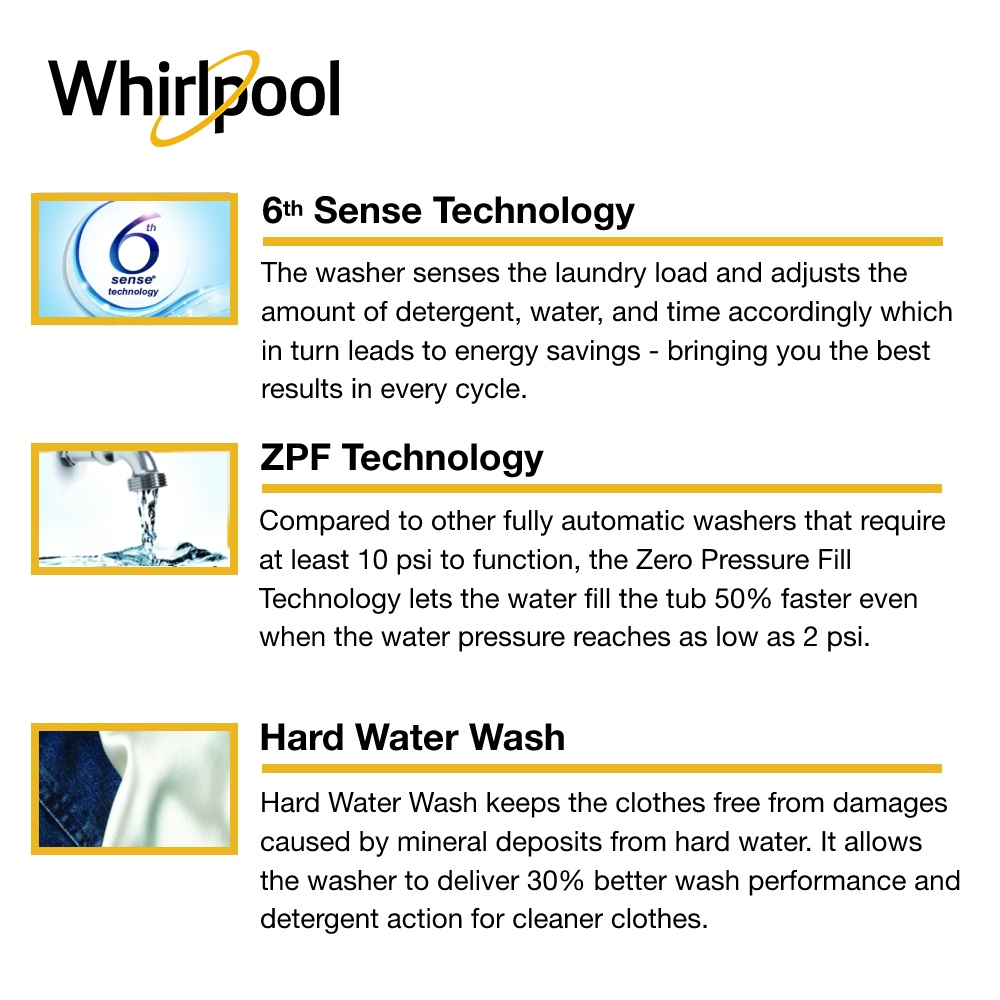 Whirlpool
6th
sense®
technology
6th Sense Technology
The washer senses the laundry load and adjusts the
amount of detergent, water, and time accordingly which
in turn leads to energy savings - bringing you the best
results in every cycle.
ZPF Technology
Compared to other fully automatic washers that require
at least 10 psi to function, the Zero Pressure Fill
Technology lets the water fill the tub 50% faster even
when the water pressure reaches as low as 2 psi.
Hard Water Wash
Hard Water Wash keeps the clothes free from damages
caused by mineral deposits from hard water. It allows
the washer to deliver 30% better wash performance and
detergent action for cleaner clothes.